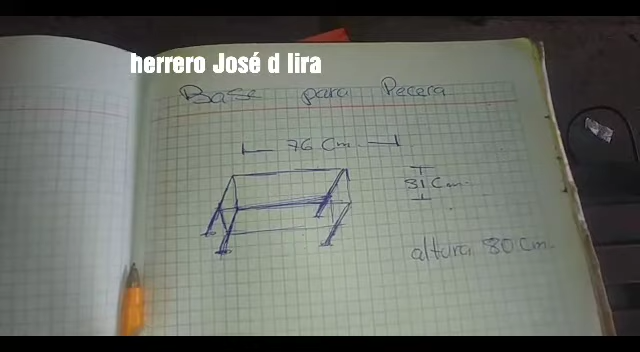 herrero José d lira
Base para Pecera
76 Cm.
31 Cm.
altura 80 Cm.